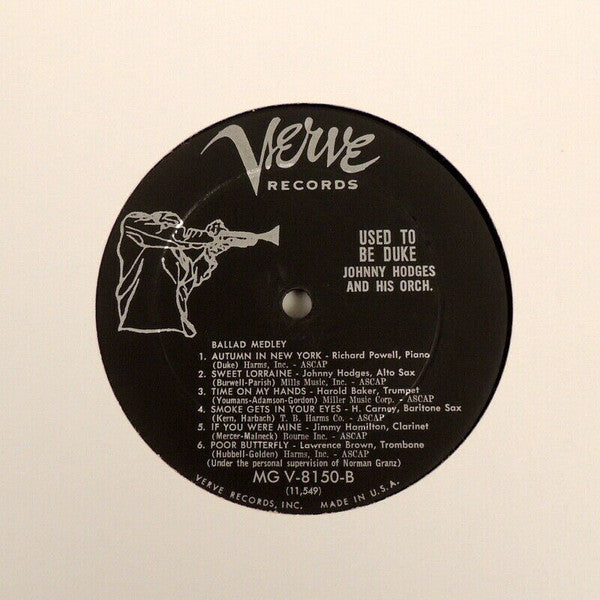 Verve
RECORDS
USED TO
BE DUKE
JOHNNY HODGES
AND HIS ORCH.
BALLAD MEDLEY
1. AUTUMN IN NEW YORK - Richard Powell, Piano
(Duke) Harms, Inc. - ASCAP
2. SWEET LORRAINE - Johnny Hodges, Alto Sax
(Burwell-Parish) Mills Music, Inc. - ASCAP
3. TIME ON MY HANDS - Harold Baker, Trumpet
(Youmans-Adamson-Gordon) Miller Music Corp. - ASCAP
4. SMOKE GETS IN YOUR EYES - H. Carney, Baritone Sax
(Kern, Harbach) T. B. Harms Co. - ASCAP
5. IF YOU WERE MINE - Jimmy Hamilton, Clarinet
(Mercer-Malneck) Bourne Inc. - ASCAP
6. POOR BUTTERFLY - Lawrence Brown, Trombone
(Hubbell-Golden) Harms, Inc. - ASCAP
(Under the personal supervision of Norman Granz)
MG V-8150-B
(11,549)
VERVE RECORDS, INC. MADE IN U.S.A.